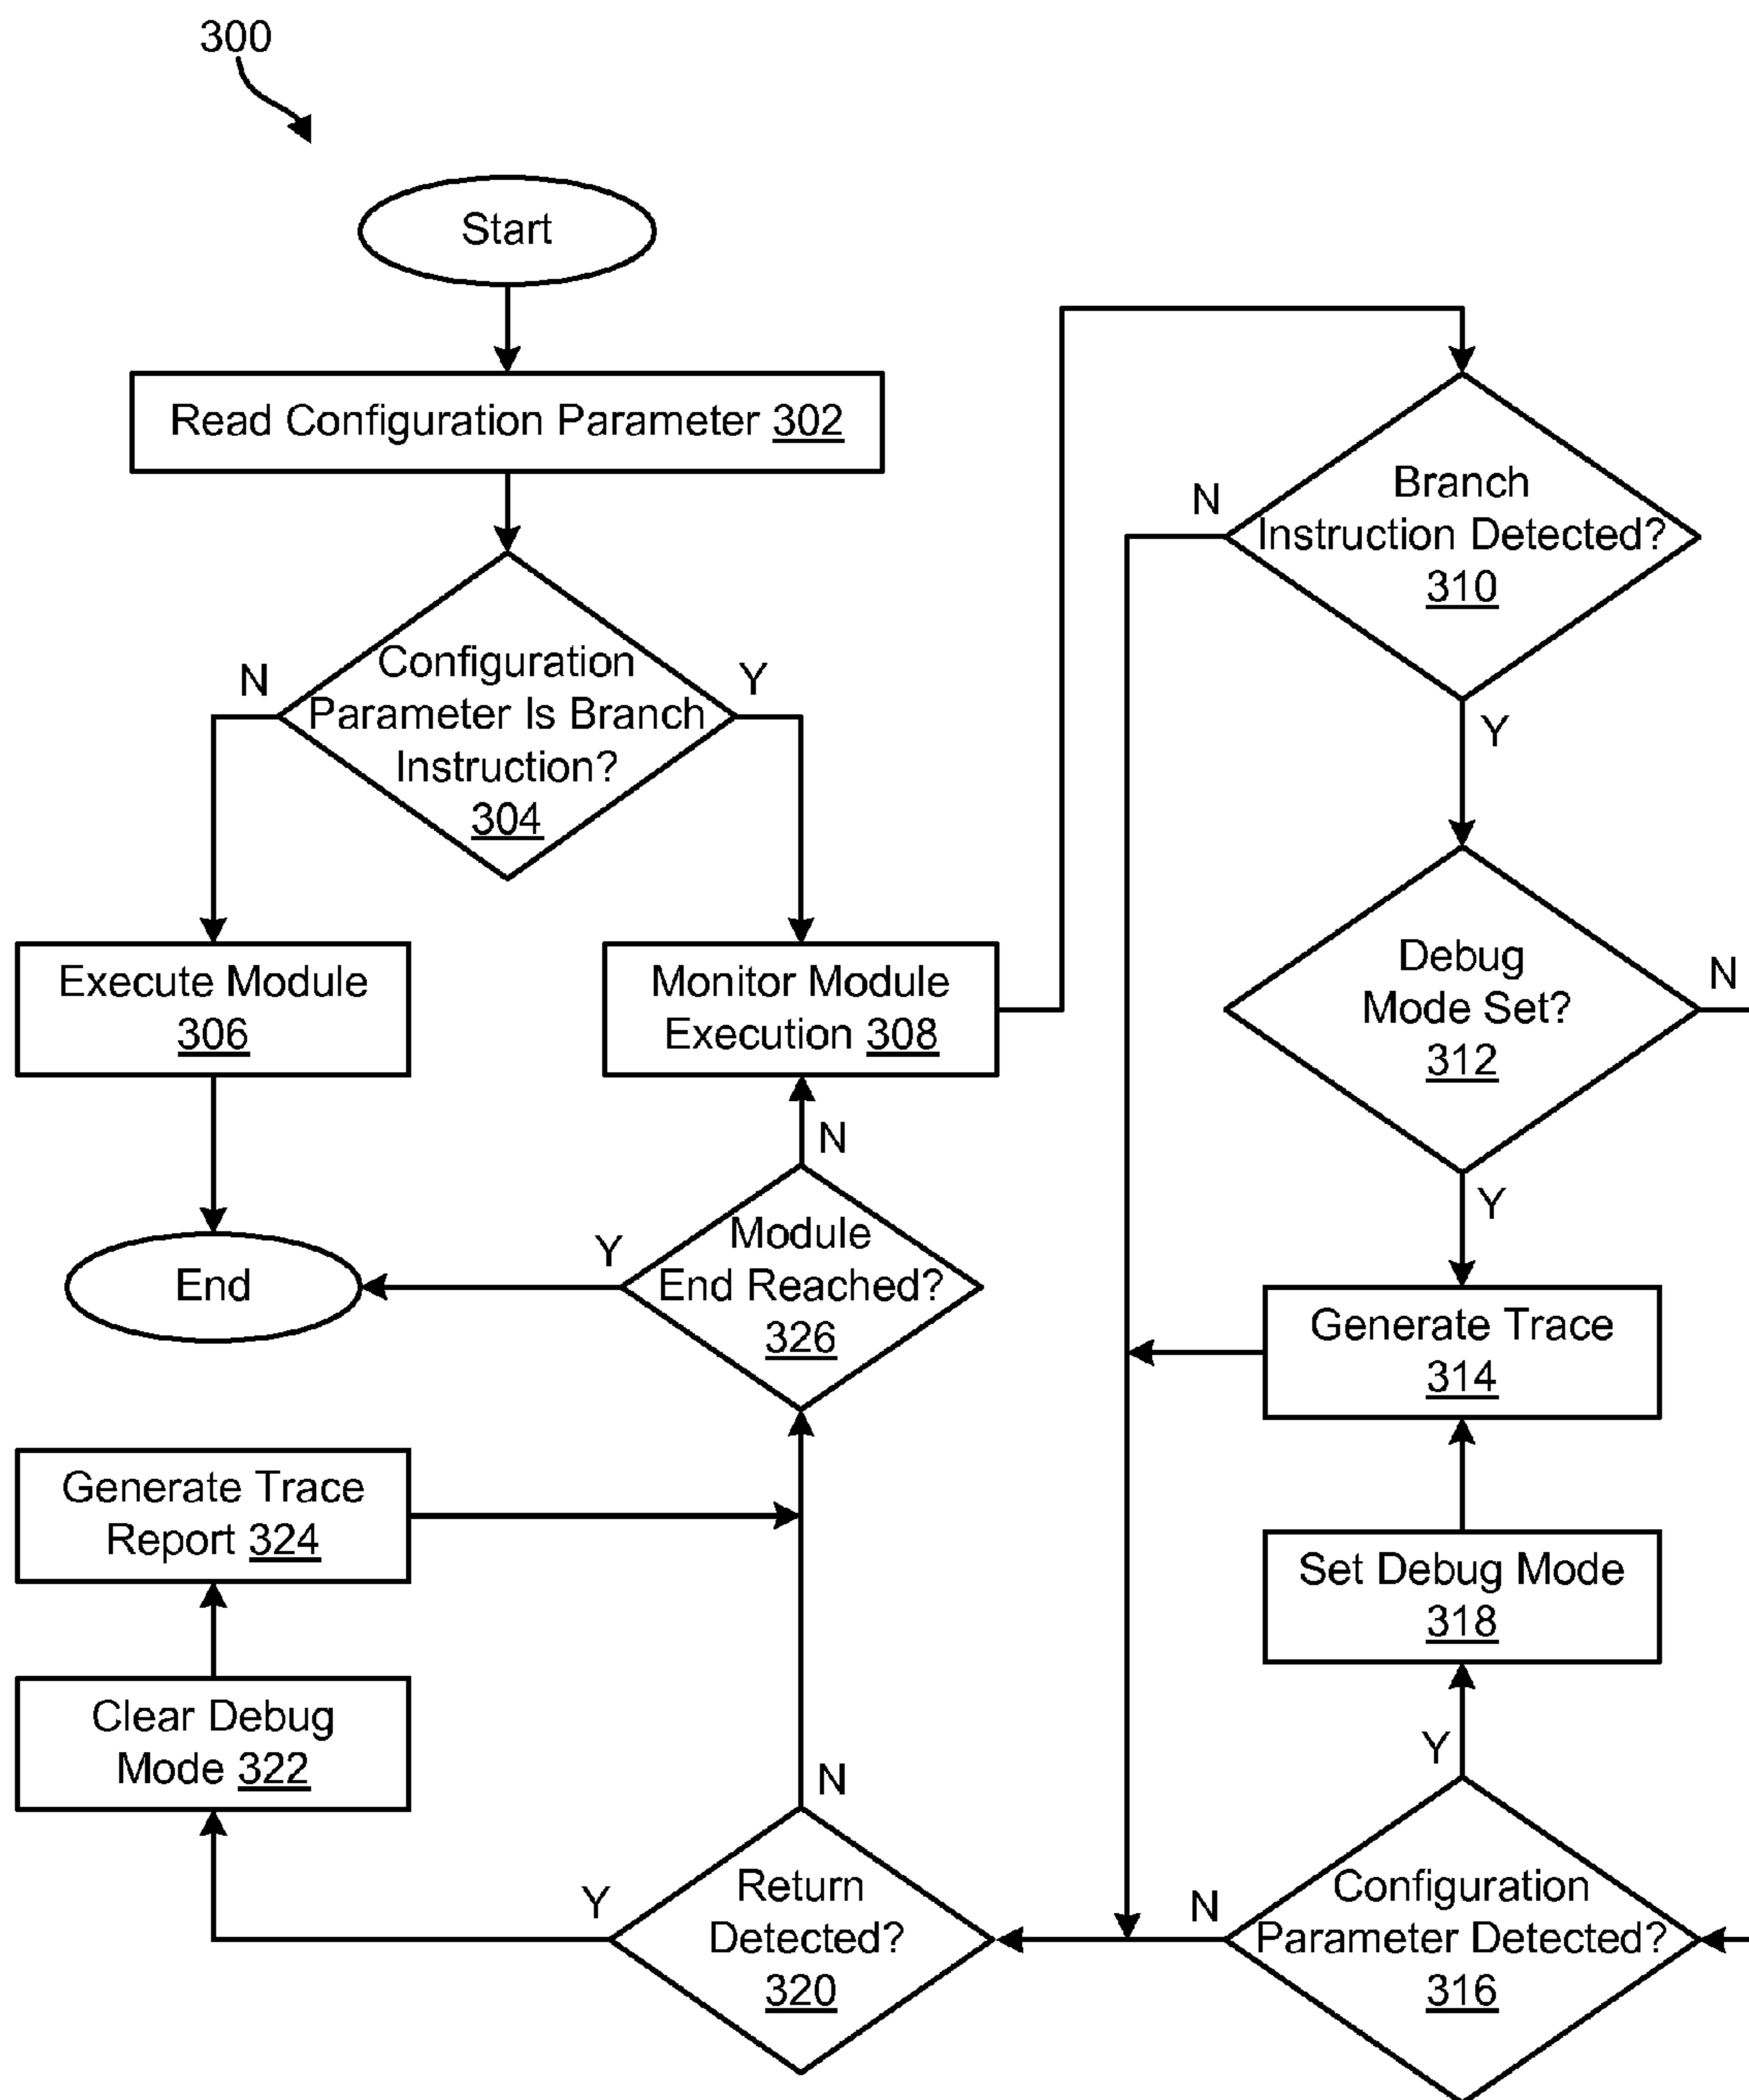 300
Start
Read Configuration Parameter 302
Configuration
Parameter Is Branch
Instruction?
304
N
Y
Execute Module
306
Monitor Module
Execution 308
End
Module
End Reached?
326
Y
N
Generate Trace
Report 324
Clear Debug
Mode 322
Return
Detected?
320
Y
N
Branch
Instruction Detected?
310
N
Y
Debug
Mode Set?
312
N
Y
Generate Trace
314
Set Debug Mode
318
Y
Configuration
Parameter Detected?
316
N